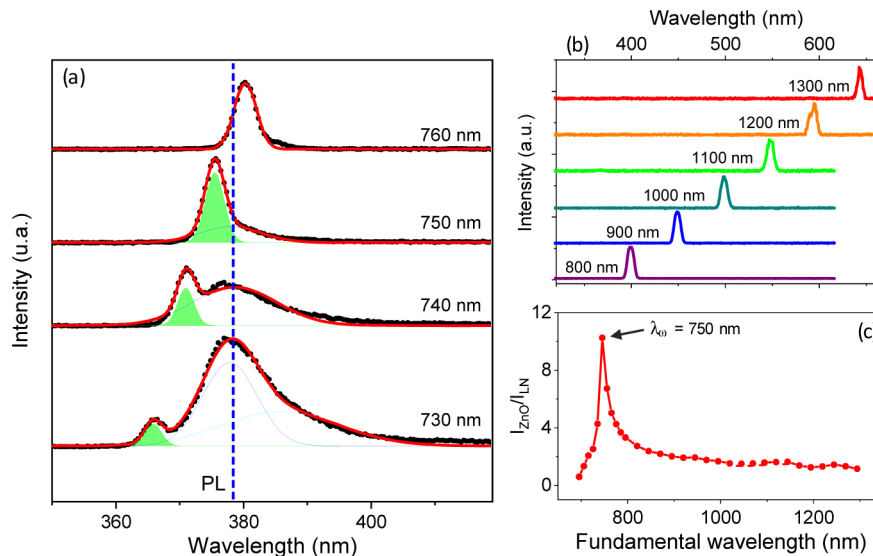 (a)
760 nm
750 nm
740 nm
730 nm
PL
Intensity (u.a.)
360 380 400
Wavelength (nm)
Wavelength (nm)
400 500 600
(b)
1300 nm
1200 nm
1100 nm
1000 nm
900 nm
800 nm
Intensity (a.u.)
(c)
λω = 750 nm
12
8
4
0
IZnO/ILN
800 1000 1200
Fundamental wavelength (nm)